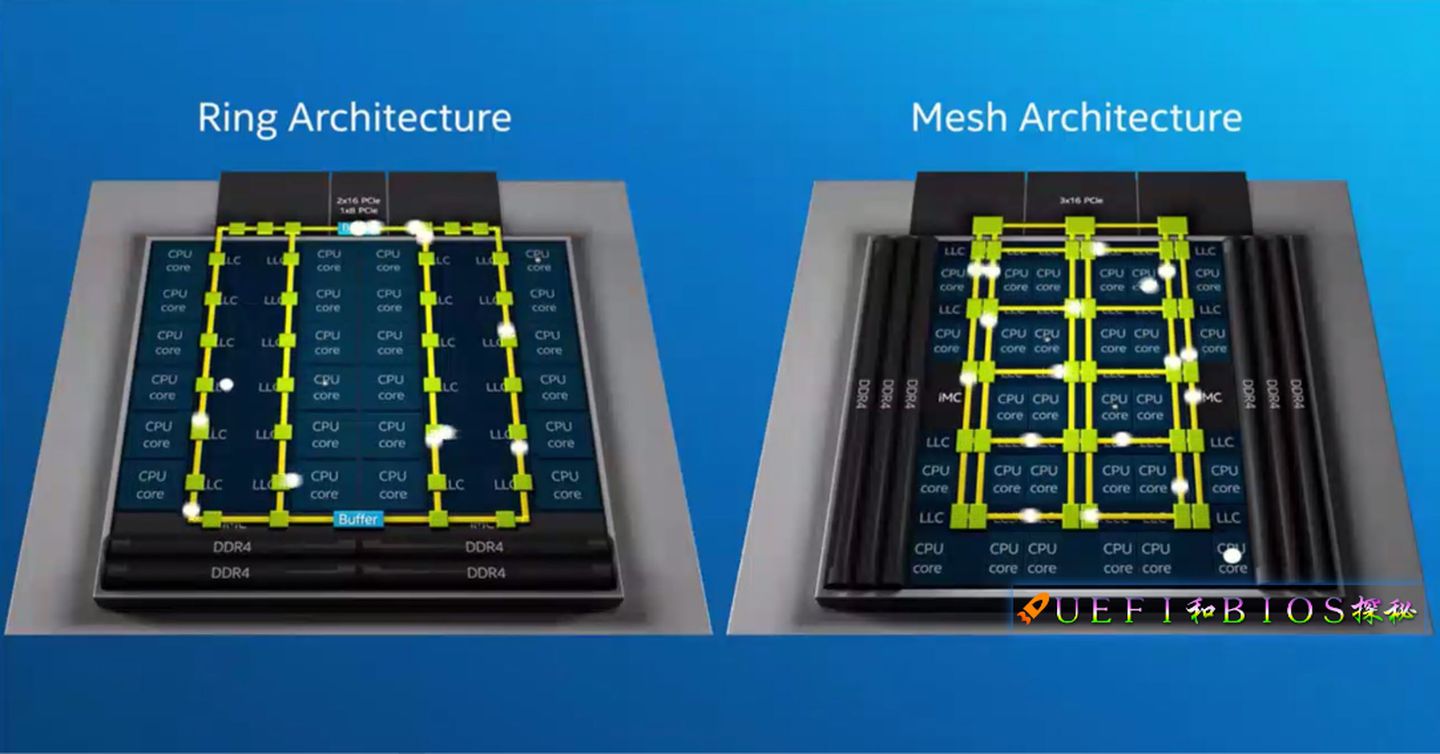 Ring Architecture
2x16 PCIe
1x8 PCIe
CPU CPU CPU CPU
core LLC LLC core core LLC LLC core
CPU CPU CPU CPU
core LLC LLC core core LLC LLC core
CPU CPU CPU CPU
core LLC LLC core core LLC LLC core
CPU CPU CPU CPU
core LLC LLC core core LLC LLC core
CPU CPU CPU CPU
core LLC LLC core core LLC LLC core
CPU CPU CPU CPU
core LLC LLC core core LLC LLC core
Buffer
iMC iMC
DDR4 DDR4
DDR4 DDR4
Mesh Architecture
3x16 PCIe
LLC LLC
CPU CPU CPU CPU CPU CPU
core core core core core core
LLC LLC
CPU CPU CPU CPU CPU CPU
core core core core core core
DDR4 DDR4 DDR4 DDR4 DDR4 DDR4
iMC CPU CPU CPU CPU iMC
core core core core
LLC LLC
CPU CPU CPU CPU CPU CPU
core core core core core core
LLC LLC
CPU CPU CPU CPU CPU CPU
core core core core core core
UEFI和BIOS探秘